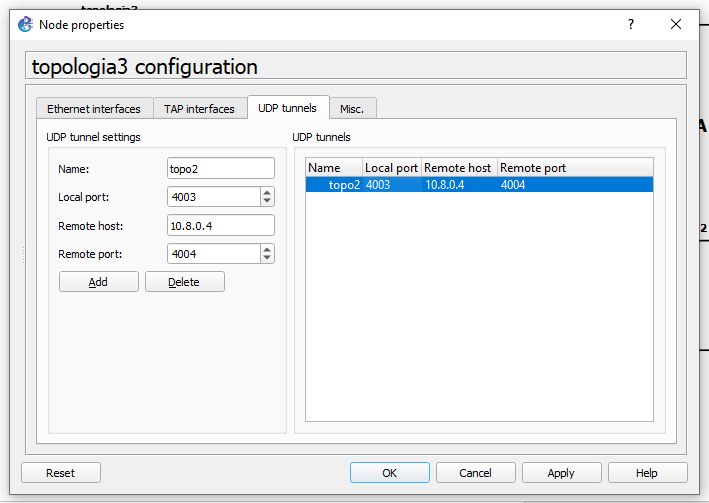 topologia3
Node properties
?
topologia3 configuration
Ethernet interfaces TAP interfaces UDP tunnels Misc.
UDP tunnel settings
Name: topo2
Local port: 4003
Remote host: 10.8.0.4
Remote port: 4004
Add Delete
UDP tunnels
Name Local port Remote host Remote port
topo2 4003 10.8.0.4 4004
A
2
Reset OK Cancel Apply Help